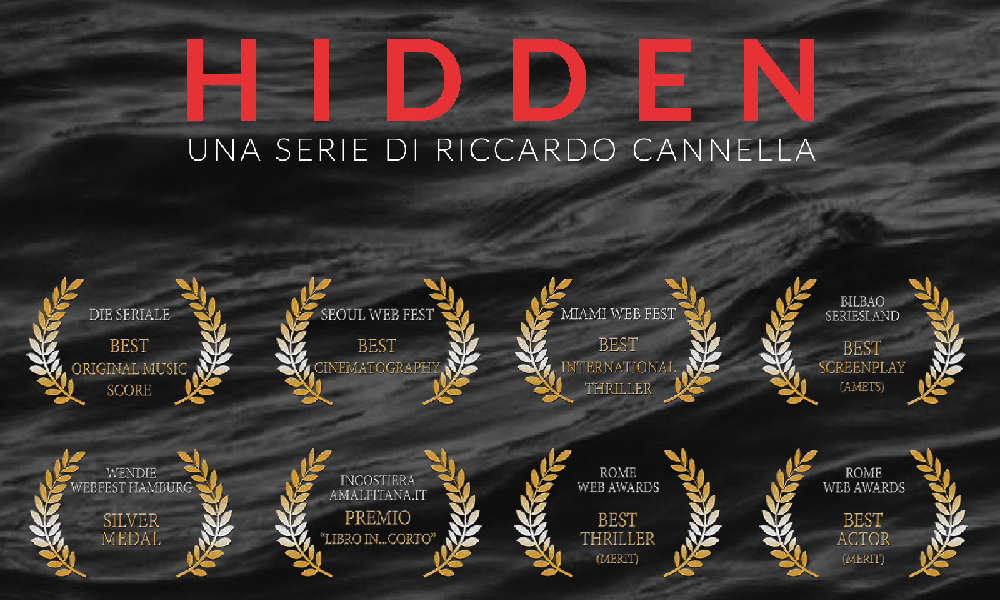 HIDDEN
UNA SERIE DI RICCARDO CANNELLA
DIE SERIALE
BEST
ORIGINAL MUSIC
SCORE
SEOUL WEB FEST
BEST
CINEMATOGRAPHY
MIAMI WEB FEST
BEST
INTERNATIONAL
THRILLER
BILBAO
SERIESLAND
BEST
SCREENPLAY
(AMETS)
WENDIE
WEBFEST HAMBURG
SILVER
MEDAL
INCOSTIERA
AMALFITANA.IT
PREMIO
"LIBRO IN...CORTO"
ROME
WEB AWARDS
BEST
THRILLER
(MERIT)
ROME
WEB AWARDS
BEST
ACTOR
(MERIT)